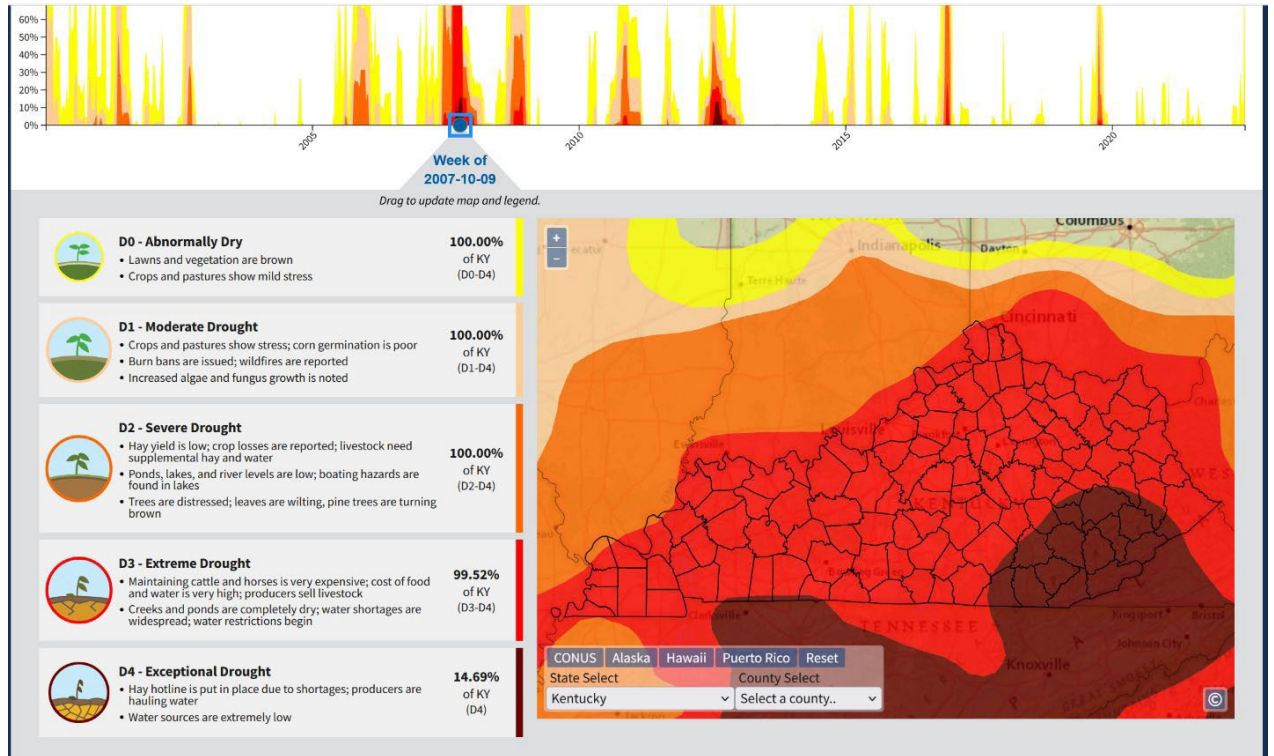 60%
50%
40%
30%
20%
10%
0%
2005
2010
2015
2020
Week of
2007-10-09
Drag to update map and legend.
D0 - Abnormally Dry
• Lawns and vegetation are brown
• Crops and pastures show mild stress
100.00%
of KY
(D0-D4)
D1 - Moderate Drought
• Crops and pastures show stress; corn germination is poor
• Burn bans are issued; wildfires are reported
• Increased algae and fungus growth is noted
100.00%
of KY
(D1-D4)
D2 - Severe Drought
• Hay yield is low; crop losses are reported; livestock need
supplemental hay and water
• Ponds, lakes, and river levels are low; boating hazards are
found in lakes
• Trees are distressed; leaves are wilting, pine trees are turning
brown
100.00%
of KY
(D2-D4)
D3 - Extreme Drought
• Maintaining cattle and horses is very expensive; cost of food
and water is very high; producers sell livestock
• Creeks and ponds are completely dry; water shortages are
widespread; water restrictions begin
99.52%
of KY
(D3-D4)
D4 - Exceptional Drought
• Hay hotline is put in place due to shortages; producers are
hauling water
• Water sources are extremely low
14.69%
of KY
(D4)
+
−
Columbus
Indianapolis
Dayton
Terre Haute
Cincinnati
Louisville
KENTUCKY
Bowling Green
Clarksville
TENNESSEE
Kingsport
Bristol
Johnson City
Knoxville
CONUS Alaska Hawaii Puerto Rico Reset
State Select County Select
Kentucky Select a county..
Jackson
©